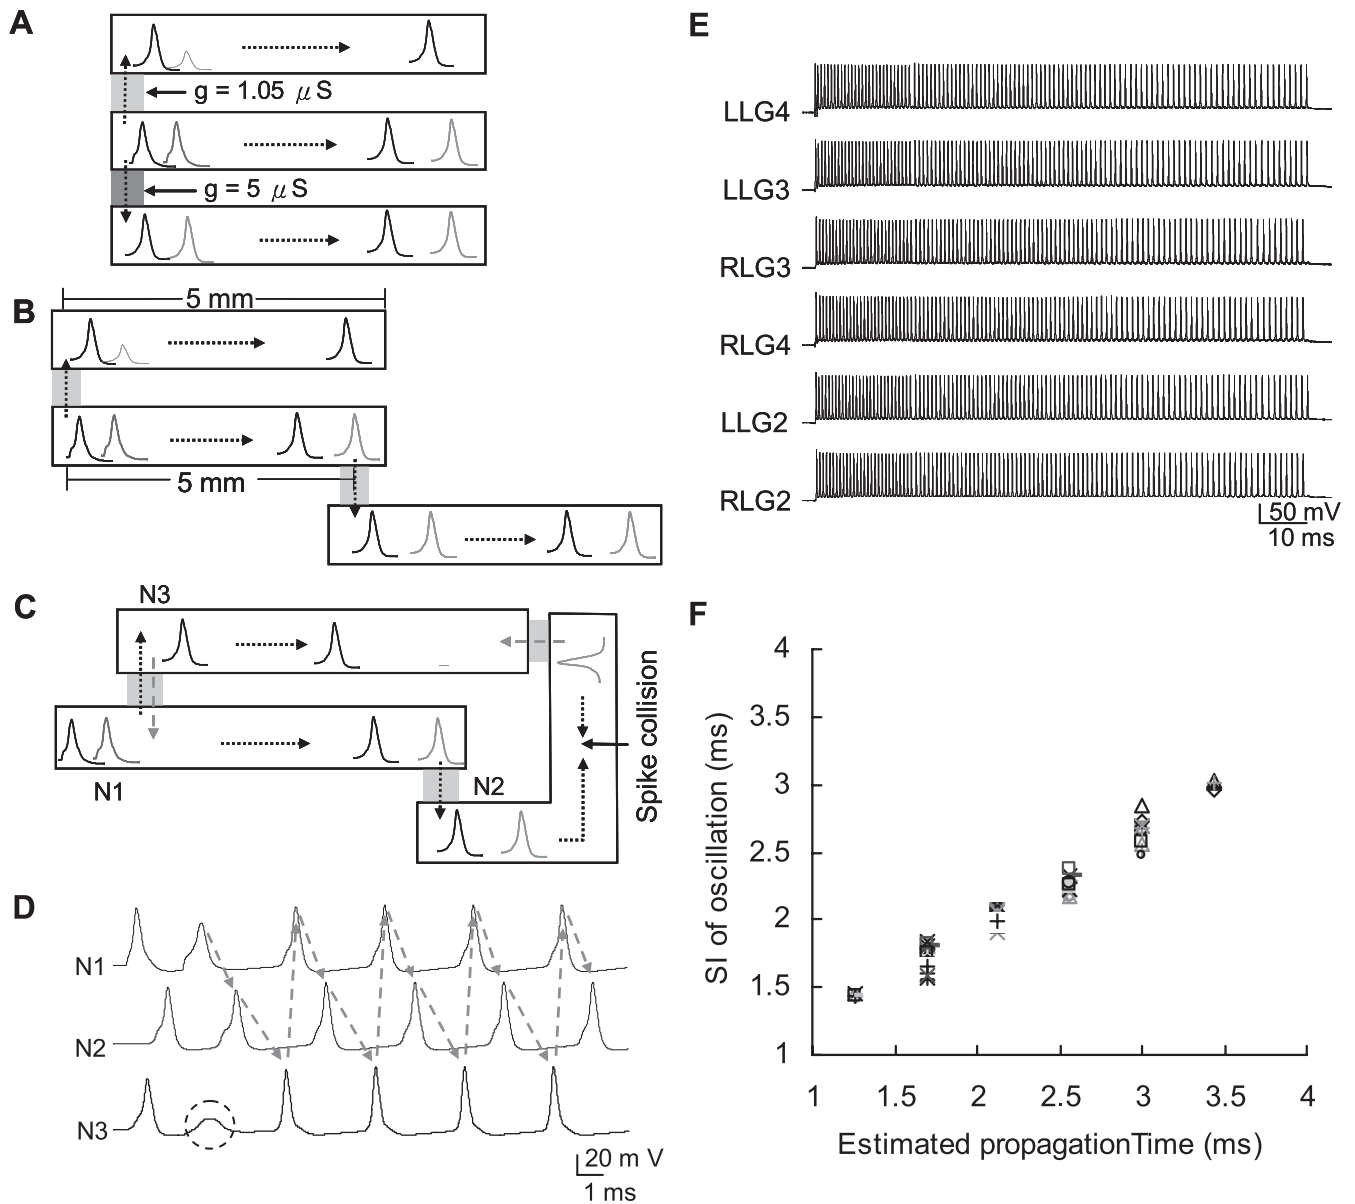 A
g = 1.05 μ S
g = 5 μ S
B
5 mm
5 mm
C
N3
N1
N2
Spike collision
D
N1
N2
N3
20 m V
1 ms
E
LLG4
LLG3
RLG3
RLG4
LLG2
RLG2
50 mV
10 ms
F
SI of oscillation (ms)
4
3.5
3
2.5
2
1.5
1
1 1.5 2 2.5 3 3.5 4
Estimated propagationTime (ms)